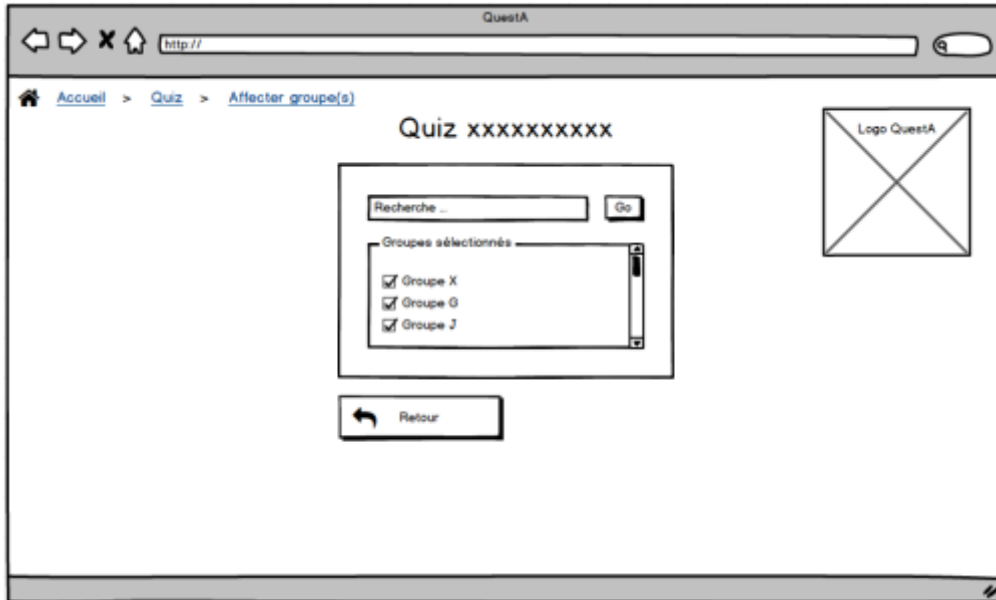 QuestA
http://
Accueil > Quiz > Affecter groupe(s)
Quiz xxxxxxxxxx
Logo QuestA
Recherche ...
Go
Groupes sélectionnés
Groupe X
Groupe G
Groupe J
Retour